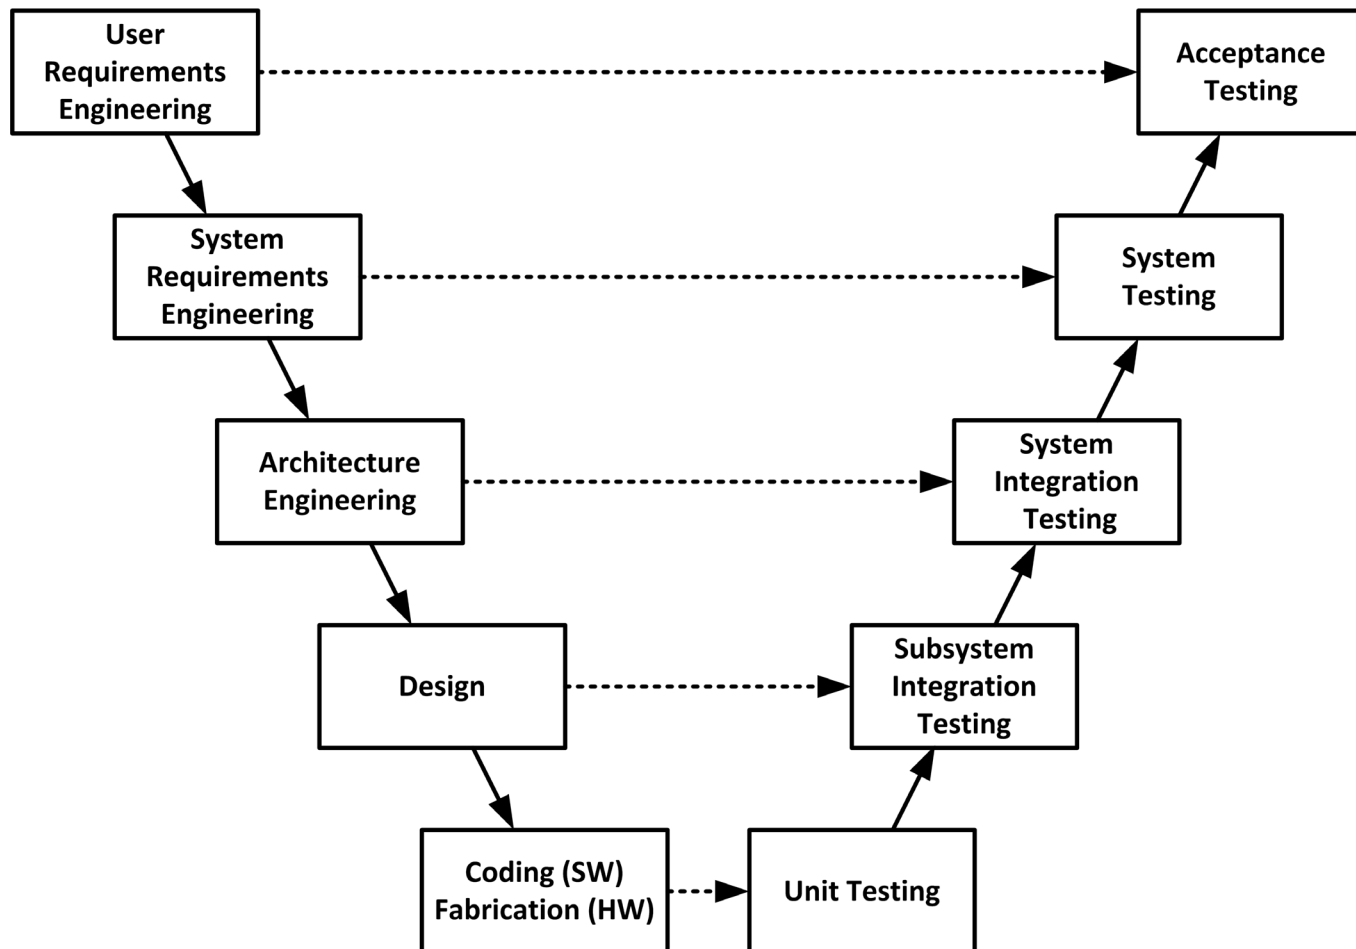 User
Requirements
Engineering
Acceptance
Testing
System
Requirements
Engineering
System
Testing
Architecture
Engineering
System
Integration
Testing
Design
Subsystem
Integration
Testing
Coding (SW)
Fabrication (HW)
Unit Testing